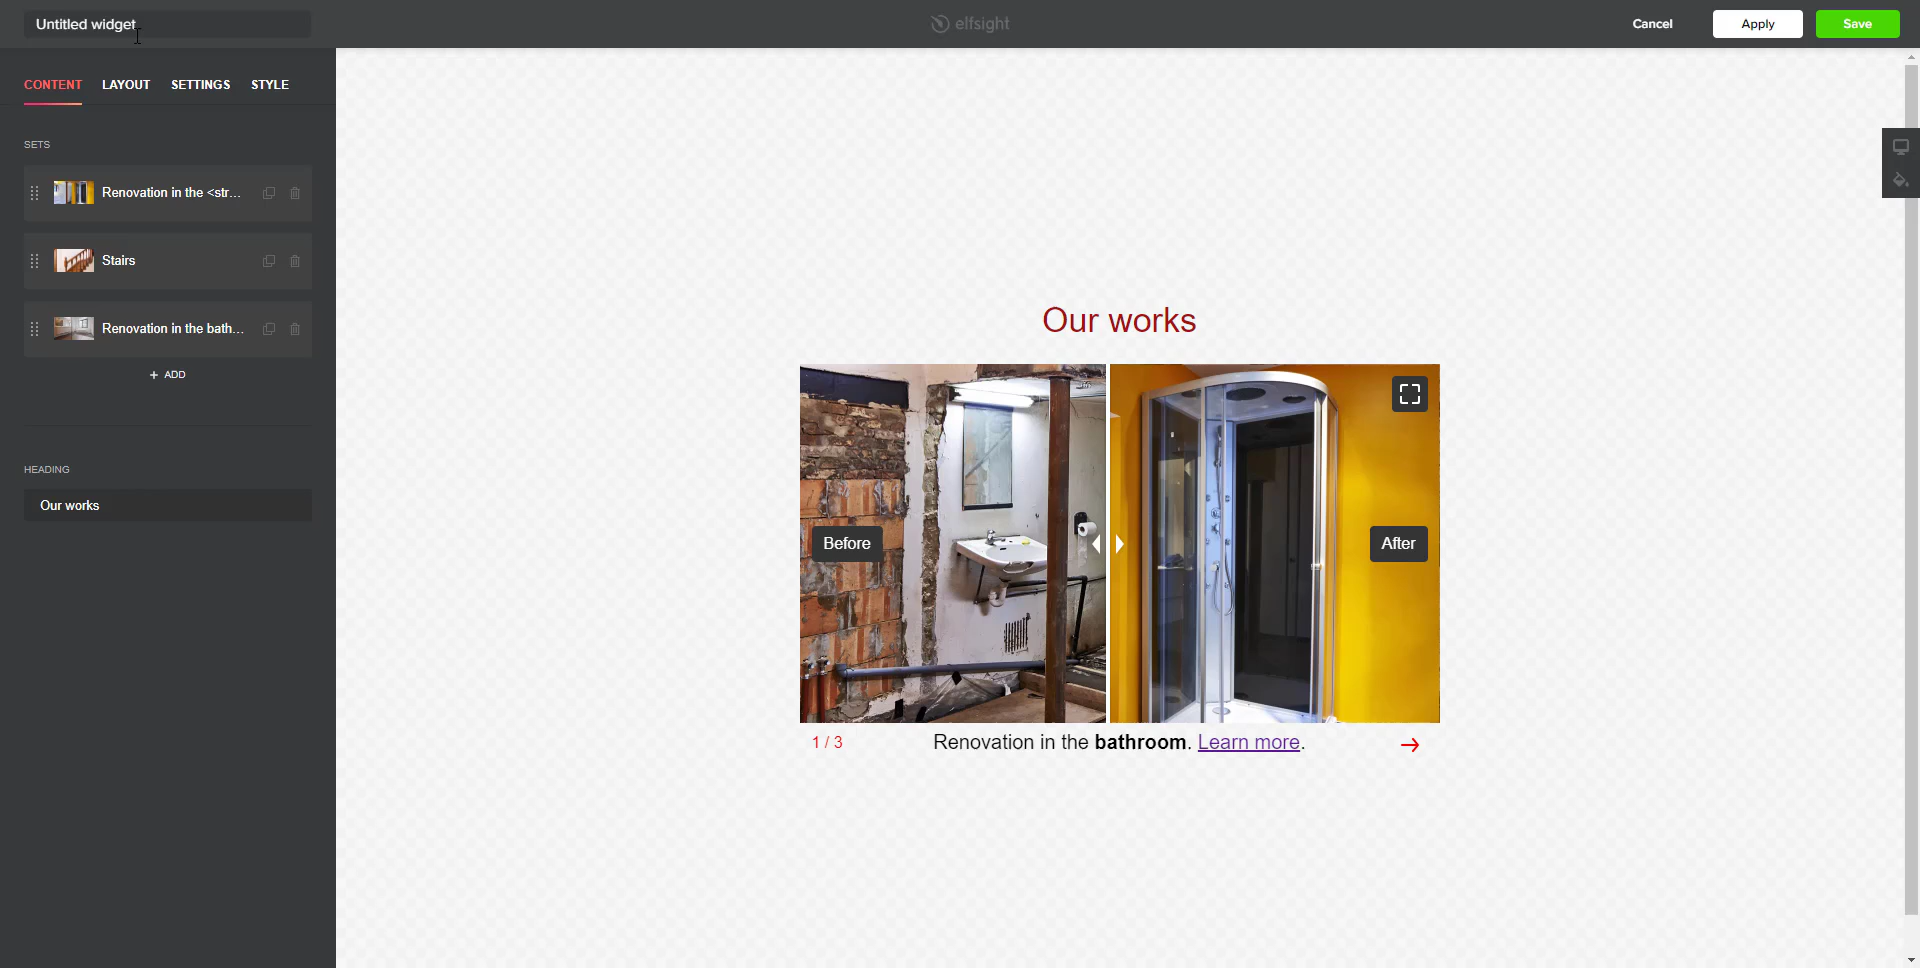 Untitled widget
elfsight
Cancel
Apply
Save
CONTENT
LAYOUT
SETTINGS
STYLE
SETS
Renovation in the <str...
Stairs
Renovation in the bath...
+ ADD
HEADING
Our works
Our works
Before
After
1 / 3
Renovation in the bathroom. Learn more.